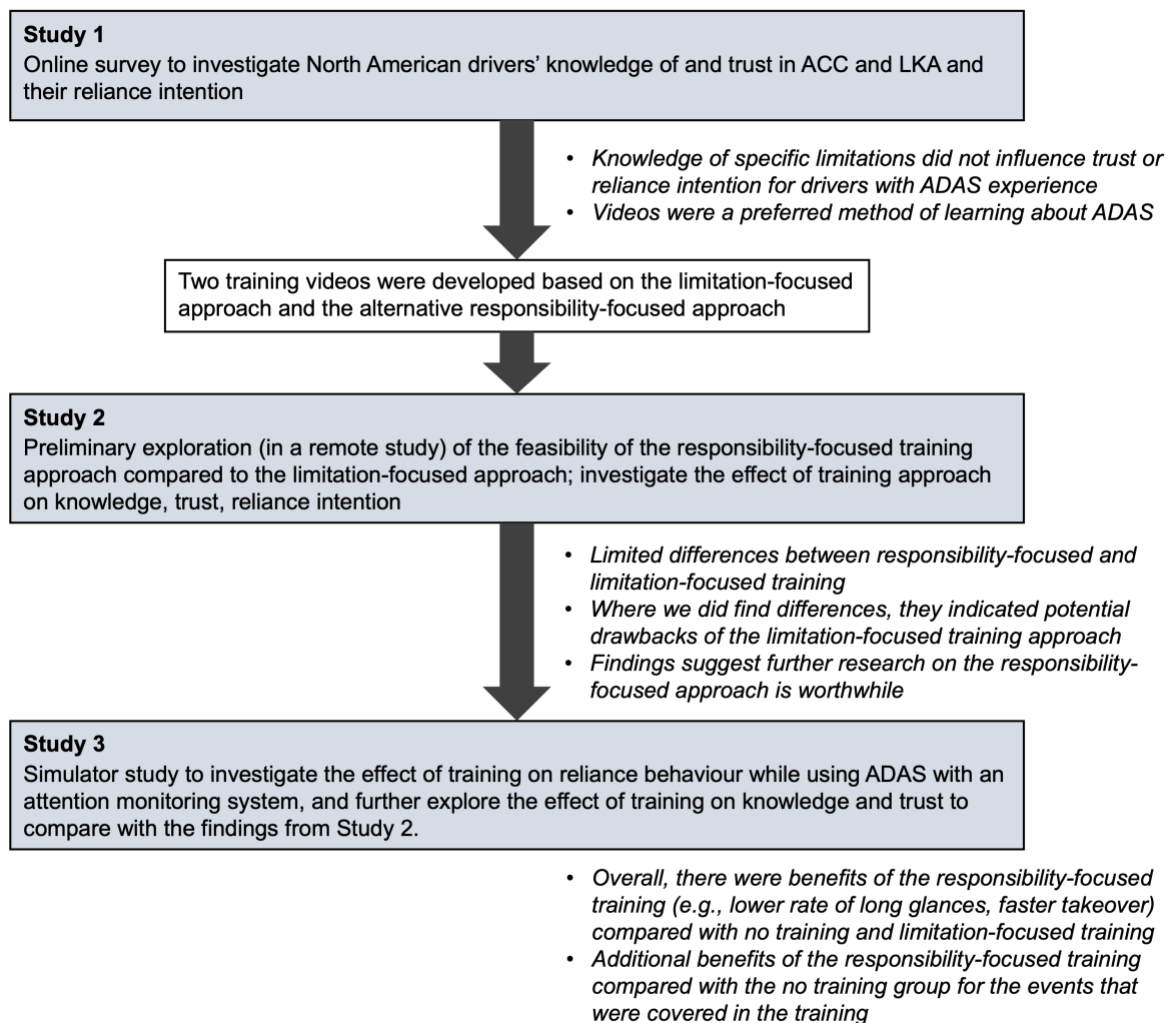 Study 1
Online survey to investigate North American drivers’ knowledge of and trust in ACC and LKA and
their reliance intention
• Knowledge of specific limitations did not influence trust or
reliance intention for drivers with ADAS experience
• Videos were a preferred method of learning about ADAS
Two training videos were developed based on the limitation-focused
approach and the alternative responsibility-focused approach
Study 2
Preliminary exploration (in a remote study) of the feasibility of the responsibility-focused training
approach compared to the limitation-focused approach; investigate the effect of training approach
on knowledge, trust, reliance intention
• Limited differences between responsibility-focused and
limitation-focused training
• Where we did find differences, they indicated potential
drawbacks of the limitation-focused training approach
• Findings suggest further research on the responsibility-
focused approach is worthwhile
Study 3
Simulator study to investigate the effect of training on reliance behaviour while using ADAS with an
attention monitoring system, and further explore the effect of training on knowledge and trust to
compare with the findings from Study 2.
• Overall, there were benefits of the responsibility-focused
training (e.g., lower rate of long glances, faster takeover)
compared with no training and limitation-focused training
• Additional benefits of the responsibility-focused training
compared with the no training group for the events that
were covered in the training